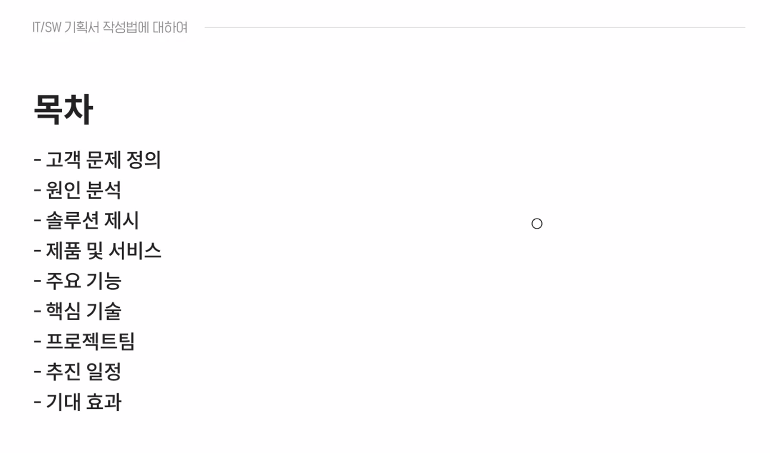 IT/SW 기획서 작성법에 대하여
목차
- 고객 문제 정의
- 원인 분석
- 솔루션 제시
- 제품 및 서비스
- 주요 기능
- 핵심 기술
- 프로젝트팀
- 추진 일정
- 기대 효과